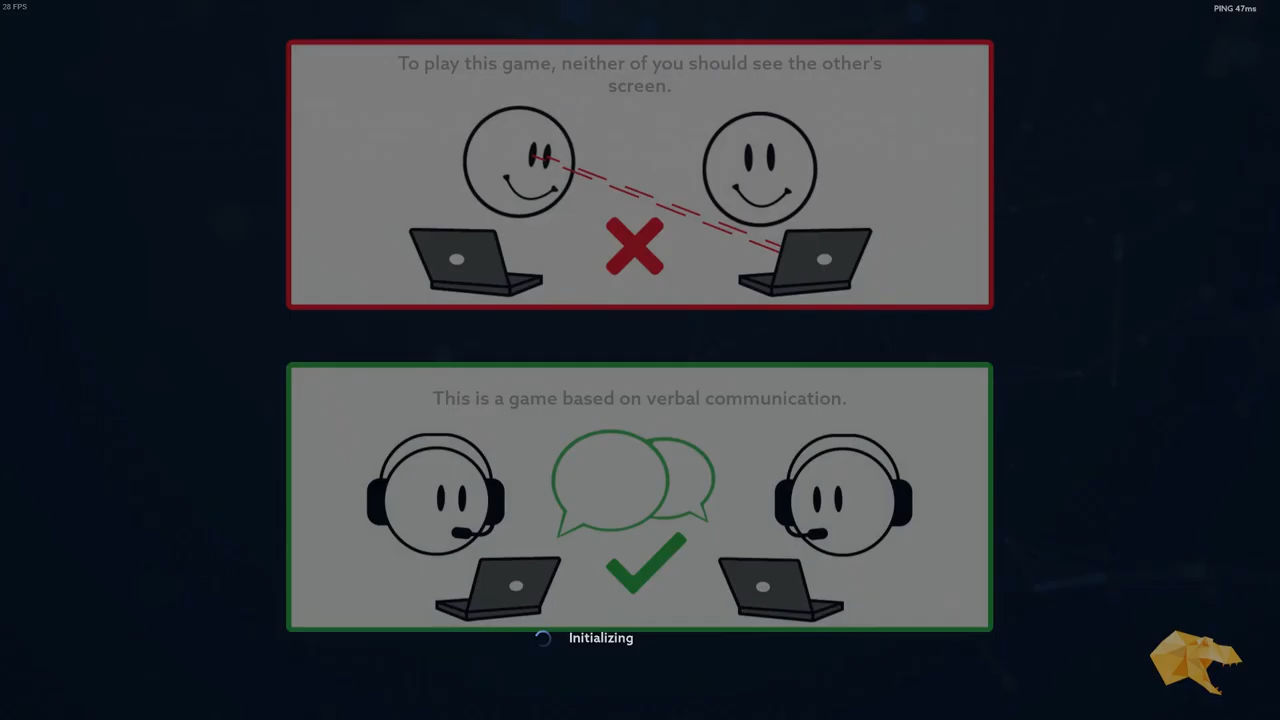 28 FPS
PING 47ms
To play this game, neither of you should see the other's
screen.
This is a game based on verbal communication.
Initializing